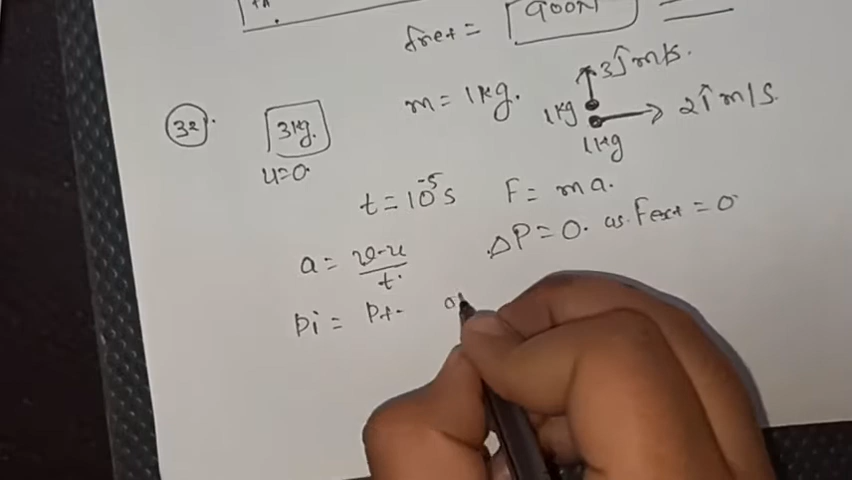 fnet = 900N
32. 3kg. m = 1kg. 3ĵ m/s.
1kg 2î m/s.
u=0. 1kg
t = 10⁻⁵ s F = ma.
a = v-u/t. ΔP = 0. as Fext = 0
Pi = Pf.